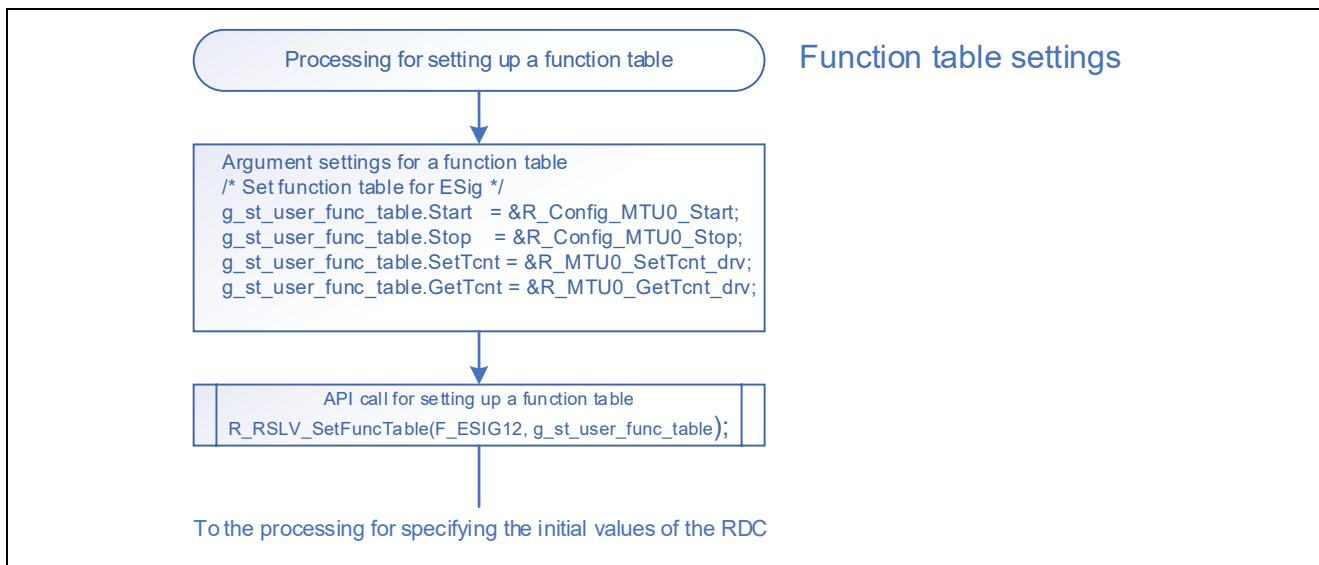 Processing for setting up a function table
Function table settings
Argument settings for a function table
/* Set function table for ESig */
g_st_user_func_table.Start = &R_Config_MTU0_Start;
g_st_user_func_table.Stop = &R_Config_MTU0_Stop;
g_st_user_func_table.SetTcnt = &R_MTU0_SetTcnt_drv;
g_st_user_func_table.GetTcnt = &R_MTU0_GetTcnt_drv;
API call for setting up a function table
R_RSLV_SetFuncTable(F_ESIG12, g_st_user_func_table);
To the processing for specifying the initial values of the RDC